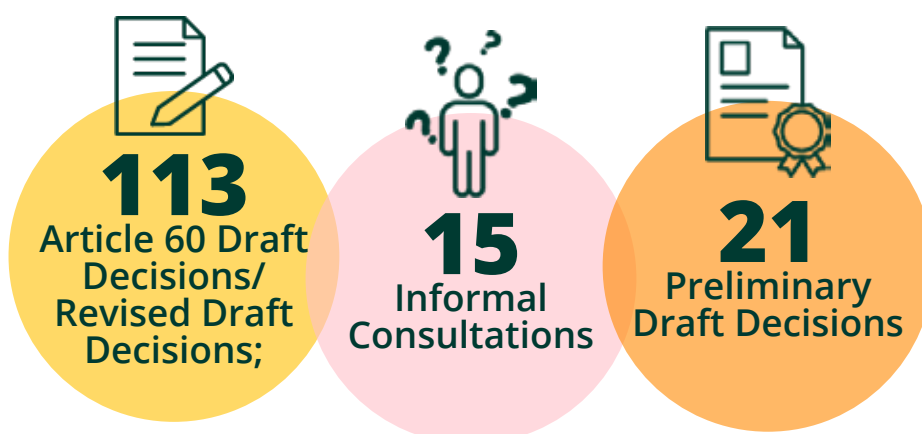 113
Article 60 Draft
Decisions/
Revised Draft
Decisions;
15
Informal
Consultations
21
Preliminary
Draft Decisions